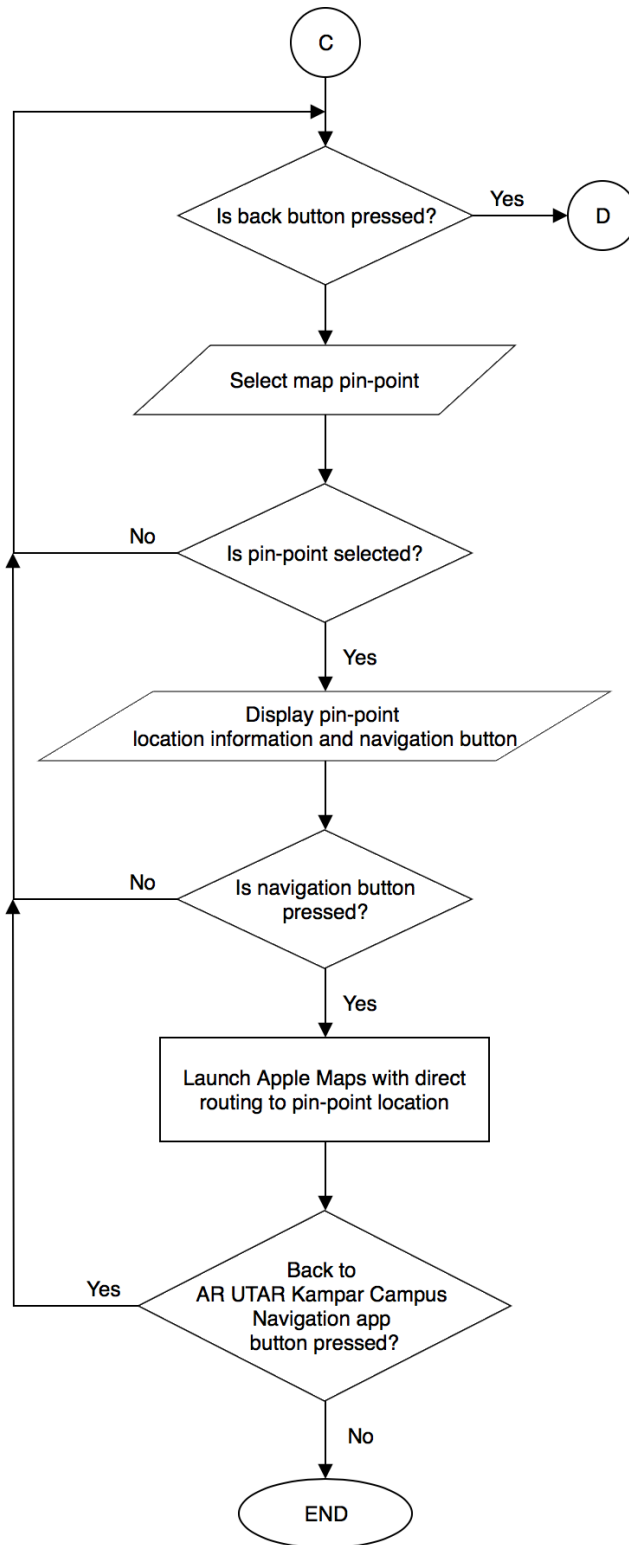 C
Is back button pressed?
Yes
D
Select map pin-point
No
Is pin-point selected?
Yes
Display pin-point
location information and navigation button
No
Is navigation button
pressed?
Yes
Launch Apple Maps with direct
routing to pin-point location
Yes
Back to
AR UTAR Kampar Campus
Navigation app
button pressed?
No
END